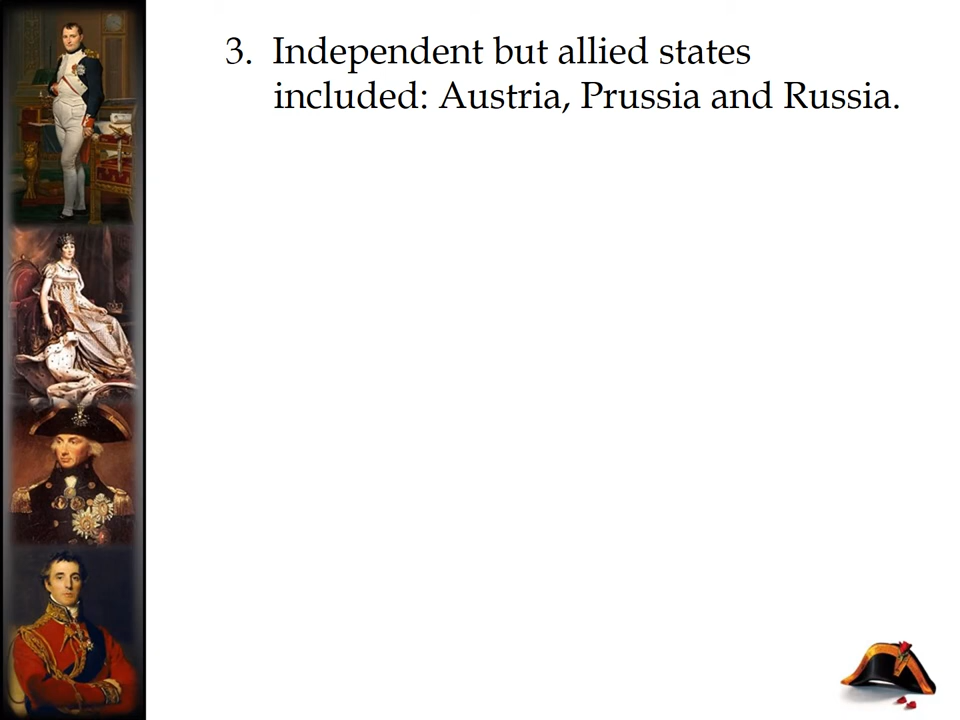 3. Independent but allied states
included: Austria, Prussia and Russia.